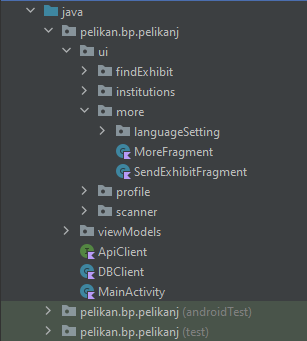 java
pelikan.bp.pelikanj
ui
findExhibit
institutions
more
languageSetting
MoreFragment
SendExhibitFragment
profile
scanner
viewModels
ApiClient
DBClient
MainActivity
pelikan.bp.pelikanj (androidTest)
pelikan.bp.pelikanj (test)